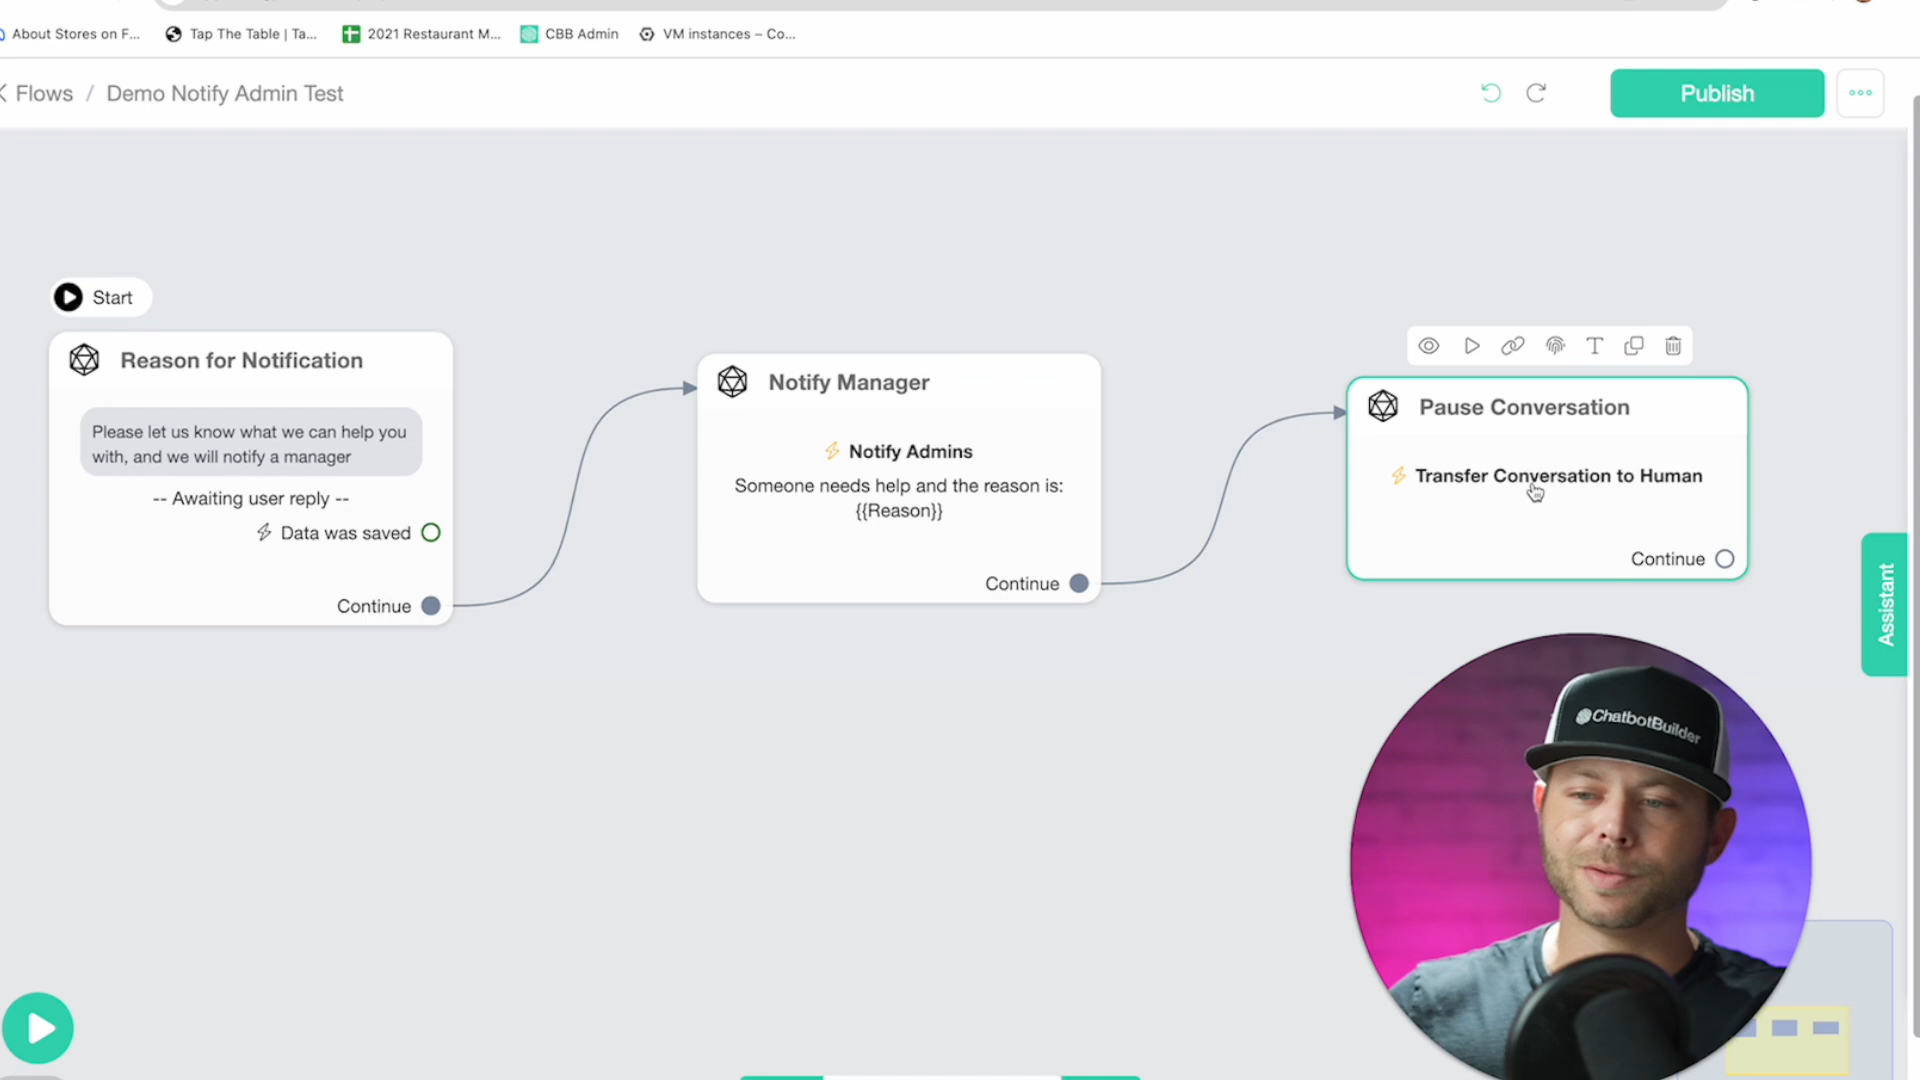 About Stores on F...
Tap The Table | Ta...
2021 Restaurant M...
CBB Admin
VM instances – Co...
Flows / Demo Notify Admin Test
Publish
Start
Reason for Notification
Please let us know what we can help you
with, and we will notify a manager
-- Awaiting user reply --
Data was saved
Continue
Notify Manager
Notify Admins
Someone needs help and the reason is:
{{Reason}}
Continue
Pause Conversation
Transfer Conversation to Human
Continue
Assistant
ChatbotBuilder